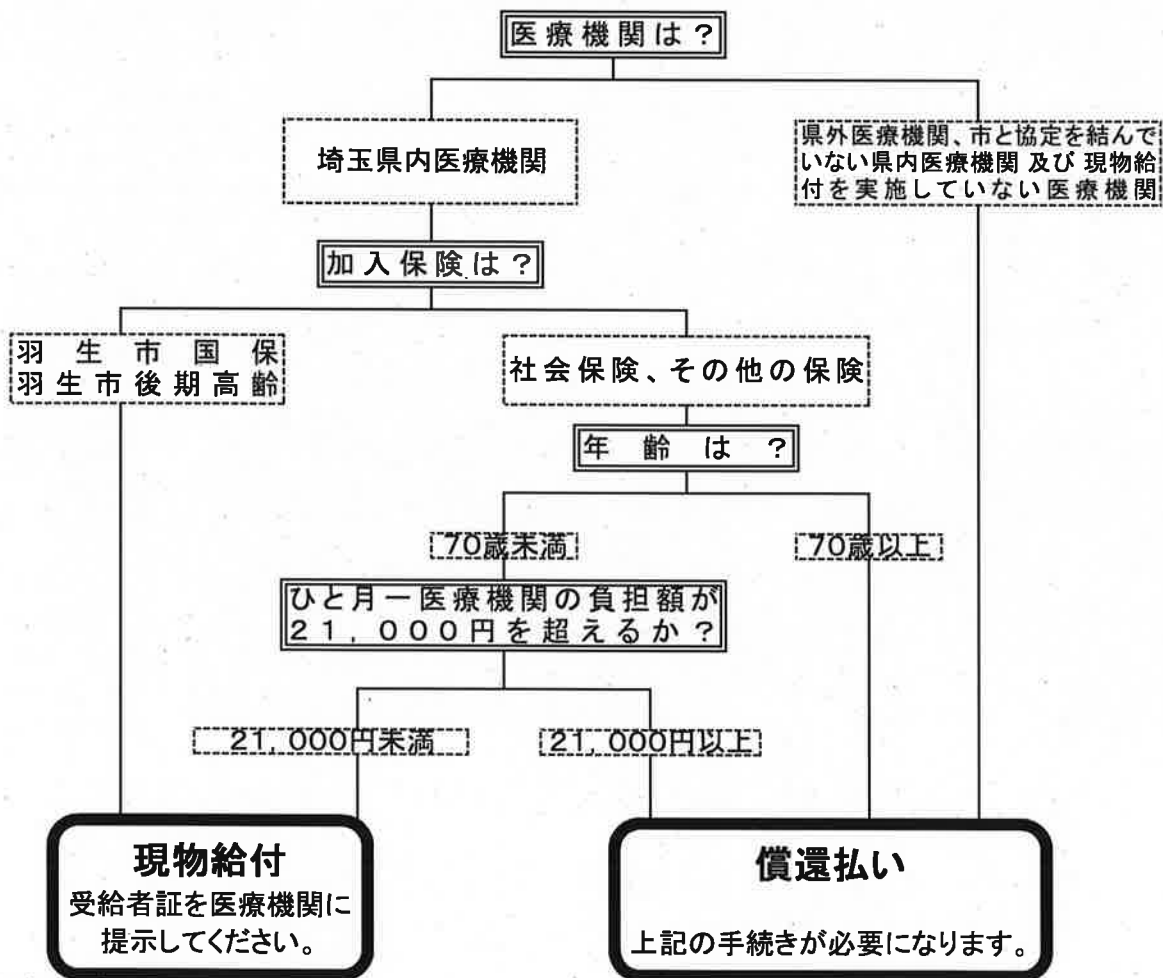 医療機関は？
埼玉県内医療機関
県外医療機関、市と協定を結んで
いない県内医療機関 及び 現物給
付を実施していない医療機関
加入保険は？
羽生市国保
羽生市後期高齢
社会保険、その他の保険
年齢は？
70歳未満
70歳以上
ひと月一医療機関の負担額が
21,000円を超えるか？
21,000円未満
21,000円以上
現物給付
受給者証を医療機関に
提示してください。
償還払い
上記の手続きが必要になります。